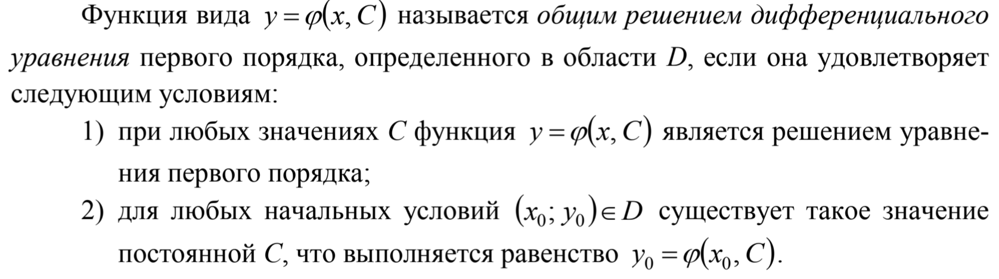 Функция вида y = φ(x, C) называется общим решением дифференциального
уравнения первого порядка, определенного в области D, если она удовлетворяет
следующим условиям:
1) при любых значениях C функция y = φ(x, C) является решением уравне-
ния первого порядка;
2) для любых начальных условий (x₀; y₀) ∈ D существует такое значение
постоянной C, что выполняется равенство y₀ = φ(x₀, C).